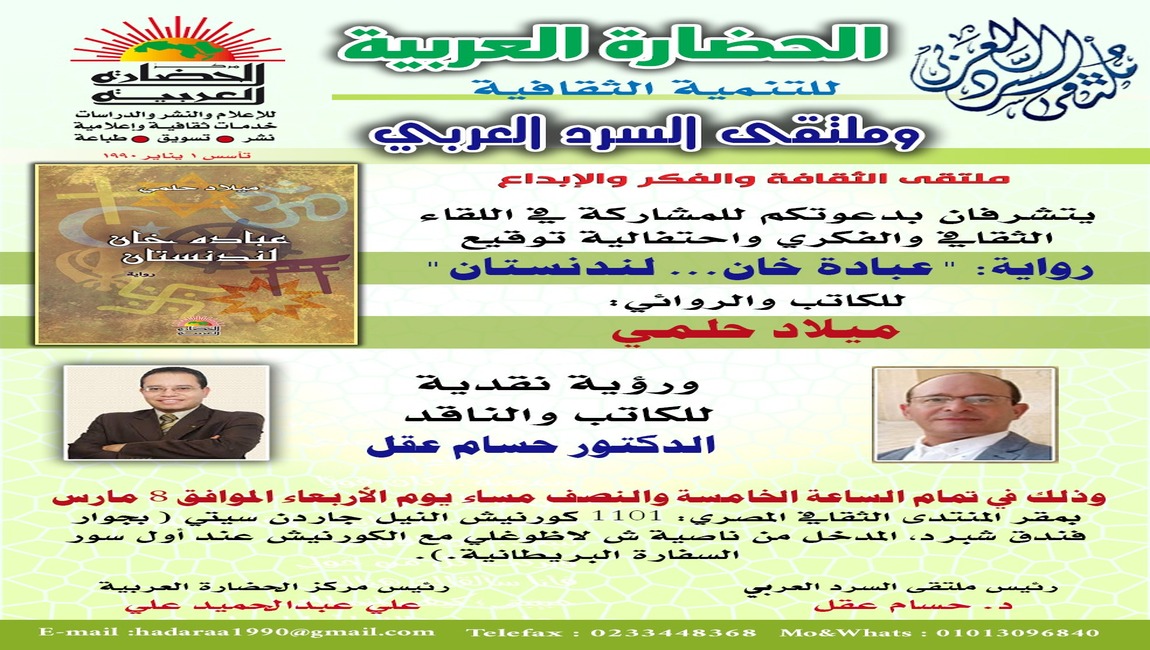 الحضارة العربية
للتنمية الثقافية
وملتقى السرد العربي
ملتقى السرد العربي
مركز
الحضارة
العربية
للإعلام والنشر والدراسات
خدمات ثقافية وإعلامية
نشر • تسويق • طباعة
تأسس ١ يناير ١٩٩٠
ملتقى الثقافة والفكر والإبداع
يتشرفان بدعوتكم للمشاركة في اللقاء
الثقافي والفكري واحتفالية توقيع
رواية: " عبادة خان... لندنستان "
للكاتب والروائي:
ميلاد حلمي
ميلاد حلمي
عباده خان
لندنستان
رواية
الحضارة
العربية
ورؤية نقدية
للكاتب والناقد
الدكتور حسام عقل
وذلك في تمام الساعة الخامسة والنصف مساء يوم الأربعاء الموافق 8 مارس
بمقر المنتدى الثقافي المصري: 1101 كورنيش النيل جاردن سيتي ( بجوار
فندق شبرد، المدخل من ناصية ش لاظوغلي مع الكورنيش عند أول سور
السفارة البريطانية.).
رئيس ملتقى السرد العربي
د. حسام عقل
رئيس مركز الحضارة العربية
علي عبدالحميد علي
E-mail :hadaraa1990@gmail.com Telefax : 0233448368 Mo&Whats : 01013096840